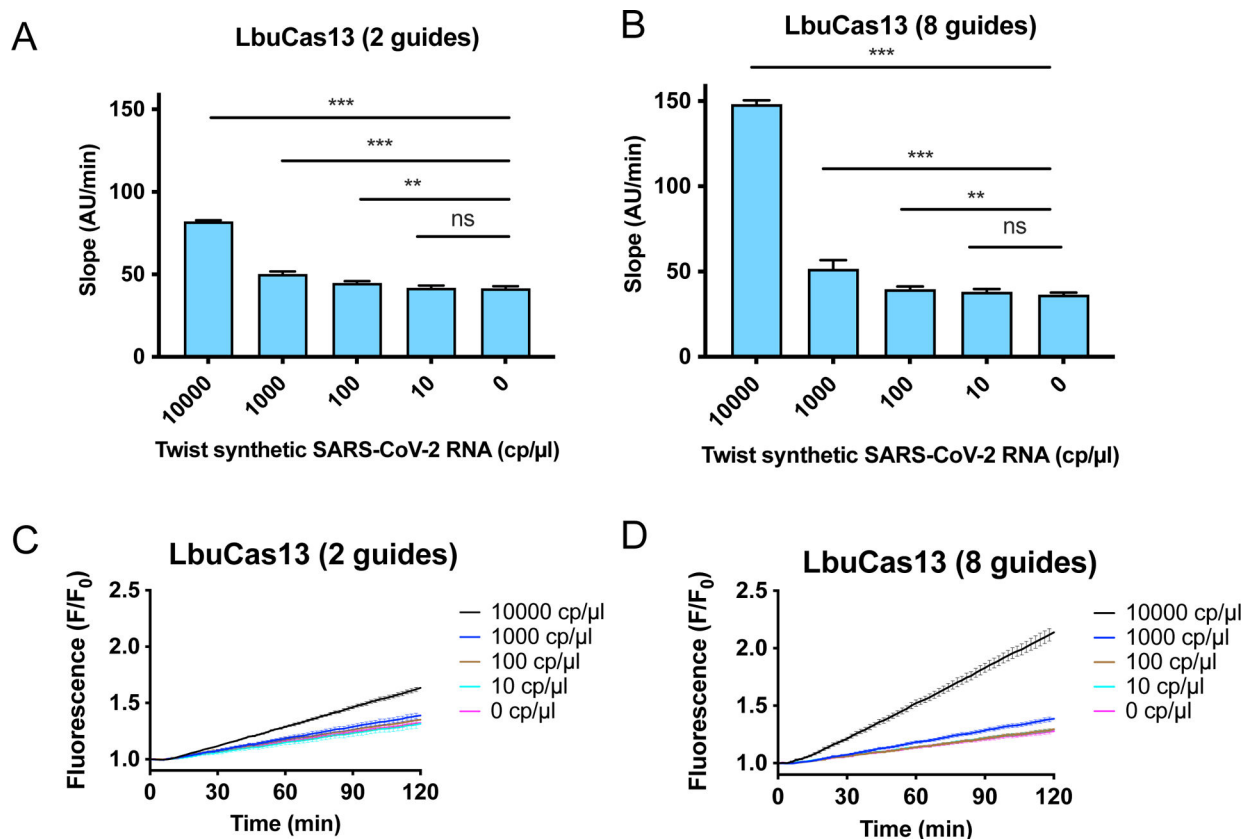 A
LbuCas13 (2 guides)
***
***
**
ns
150
100
50
0
Slope (AU/min)
10000
1000
100
10
0
Twist synthetic SARS-CoV-2 RNA (cp/µl)
B
LbuCas13 (8 guides)
***
***
**
ns
150
100
50
0
Slope (AU/min)
10000
1000
100
10
0
Twist synthetic SARS-CoV-2 RNA (cp/µl)
C
LbuCas13 (2 guides)
2.5
2.0
1.5
1.0
Fluorescence (F/F₀)
0
30
60
90
120
Time (min)
10000 cp/µl
1000 cp/µl
100 cp/µl
10 cp/µl
0 cp/µl
D
LbuCas13 (8 guides)
2.5
2.0
1.5
1.0
Fluorescence (F/F₀)
0
30
60
90
120
Time (min)
10000 cp/µl
1000 cp/µl
100 cp/µl
10 cp/µl
0 cp/µl